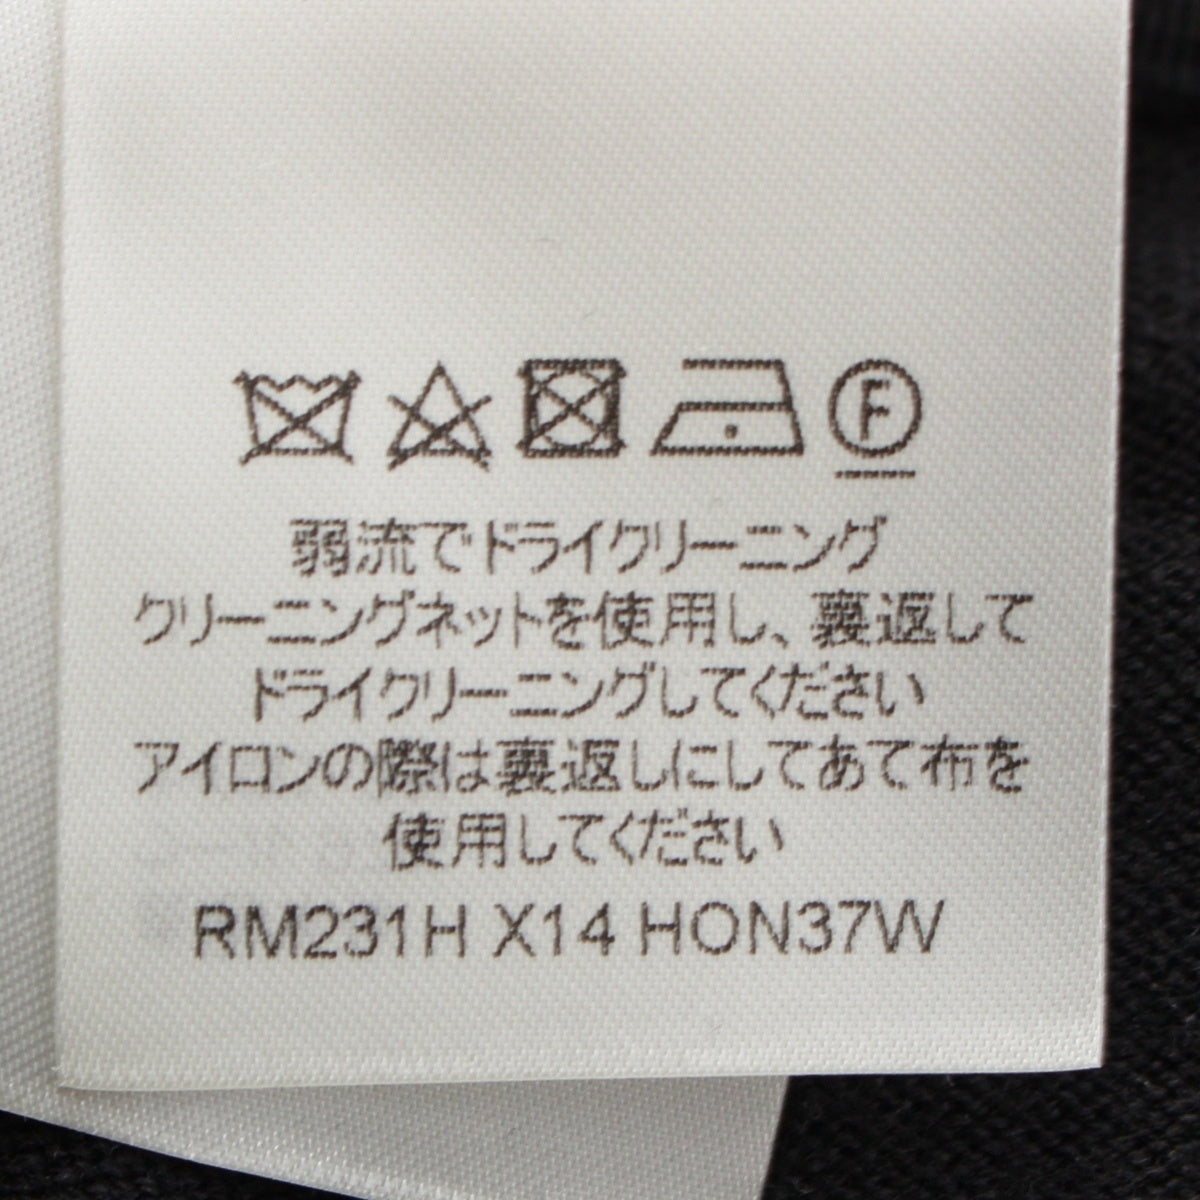 F
弱流でドライクリーニング
クリーニングネットを使用し、裏返して
ドライクリーニングしてください
アイロンの際は裏返しにしてあて布を
使用してください
RM231H X14 HON37W